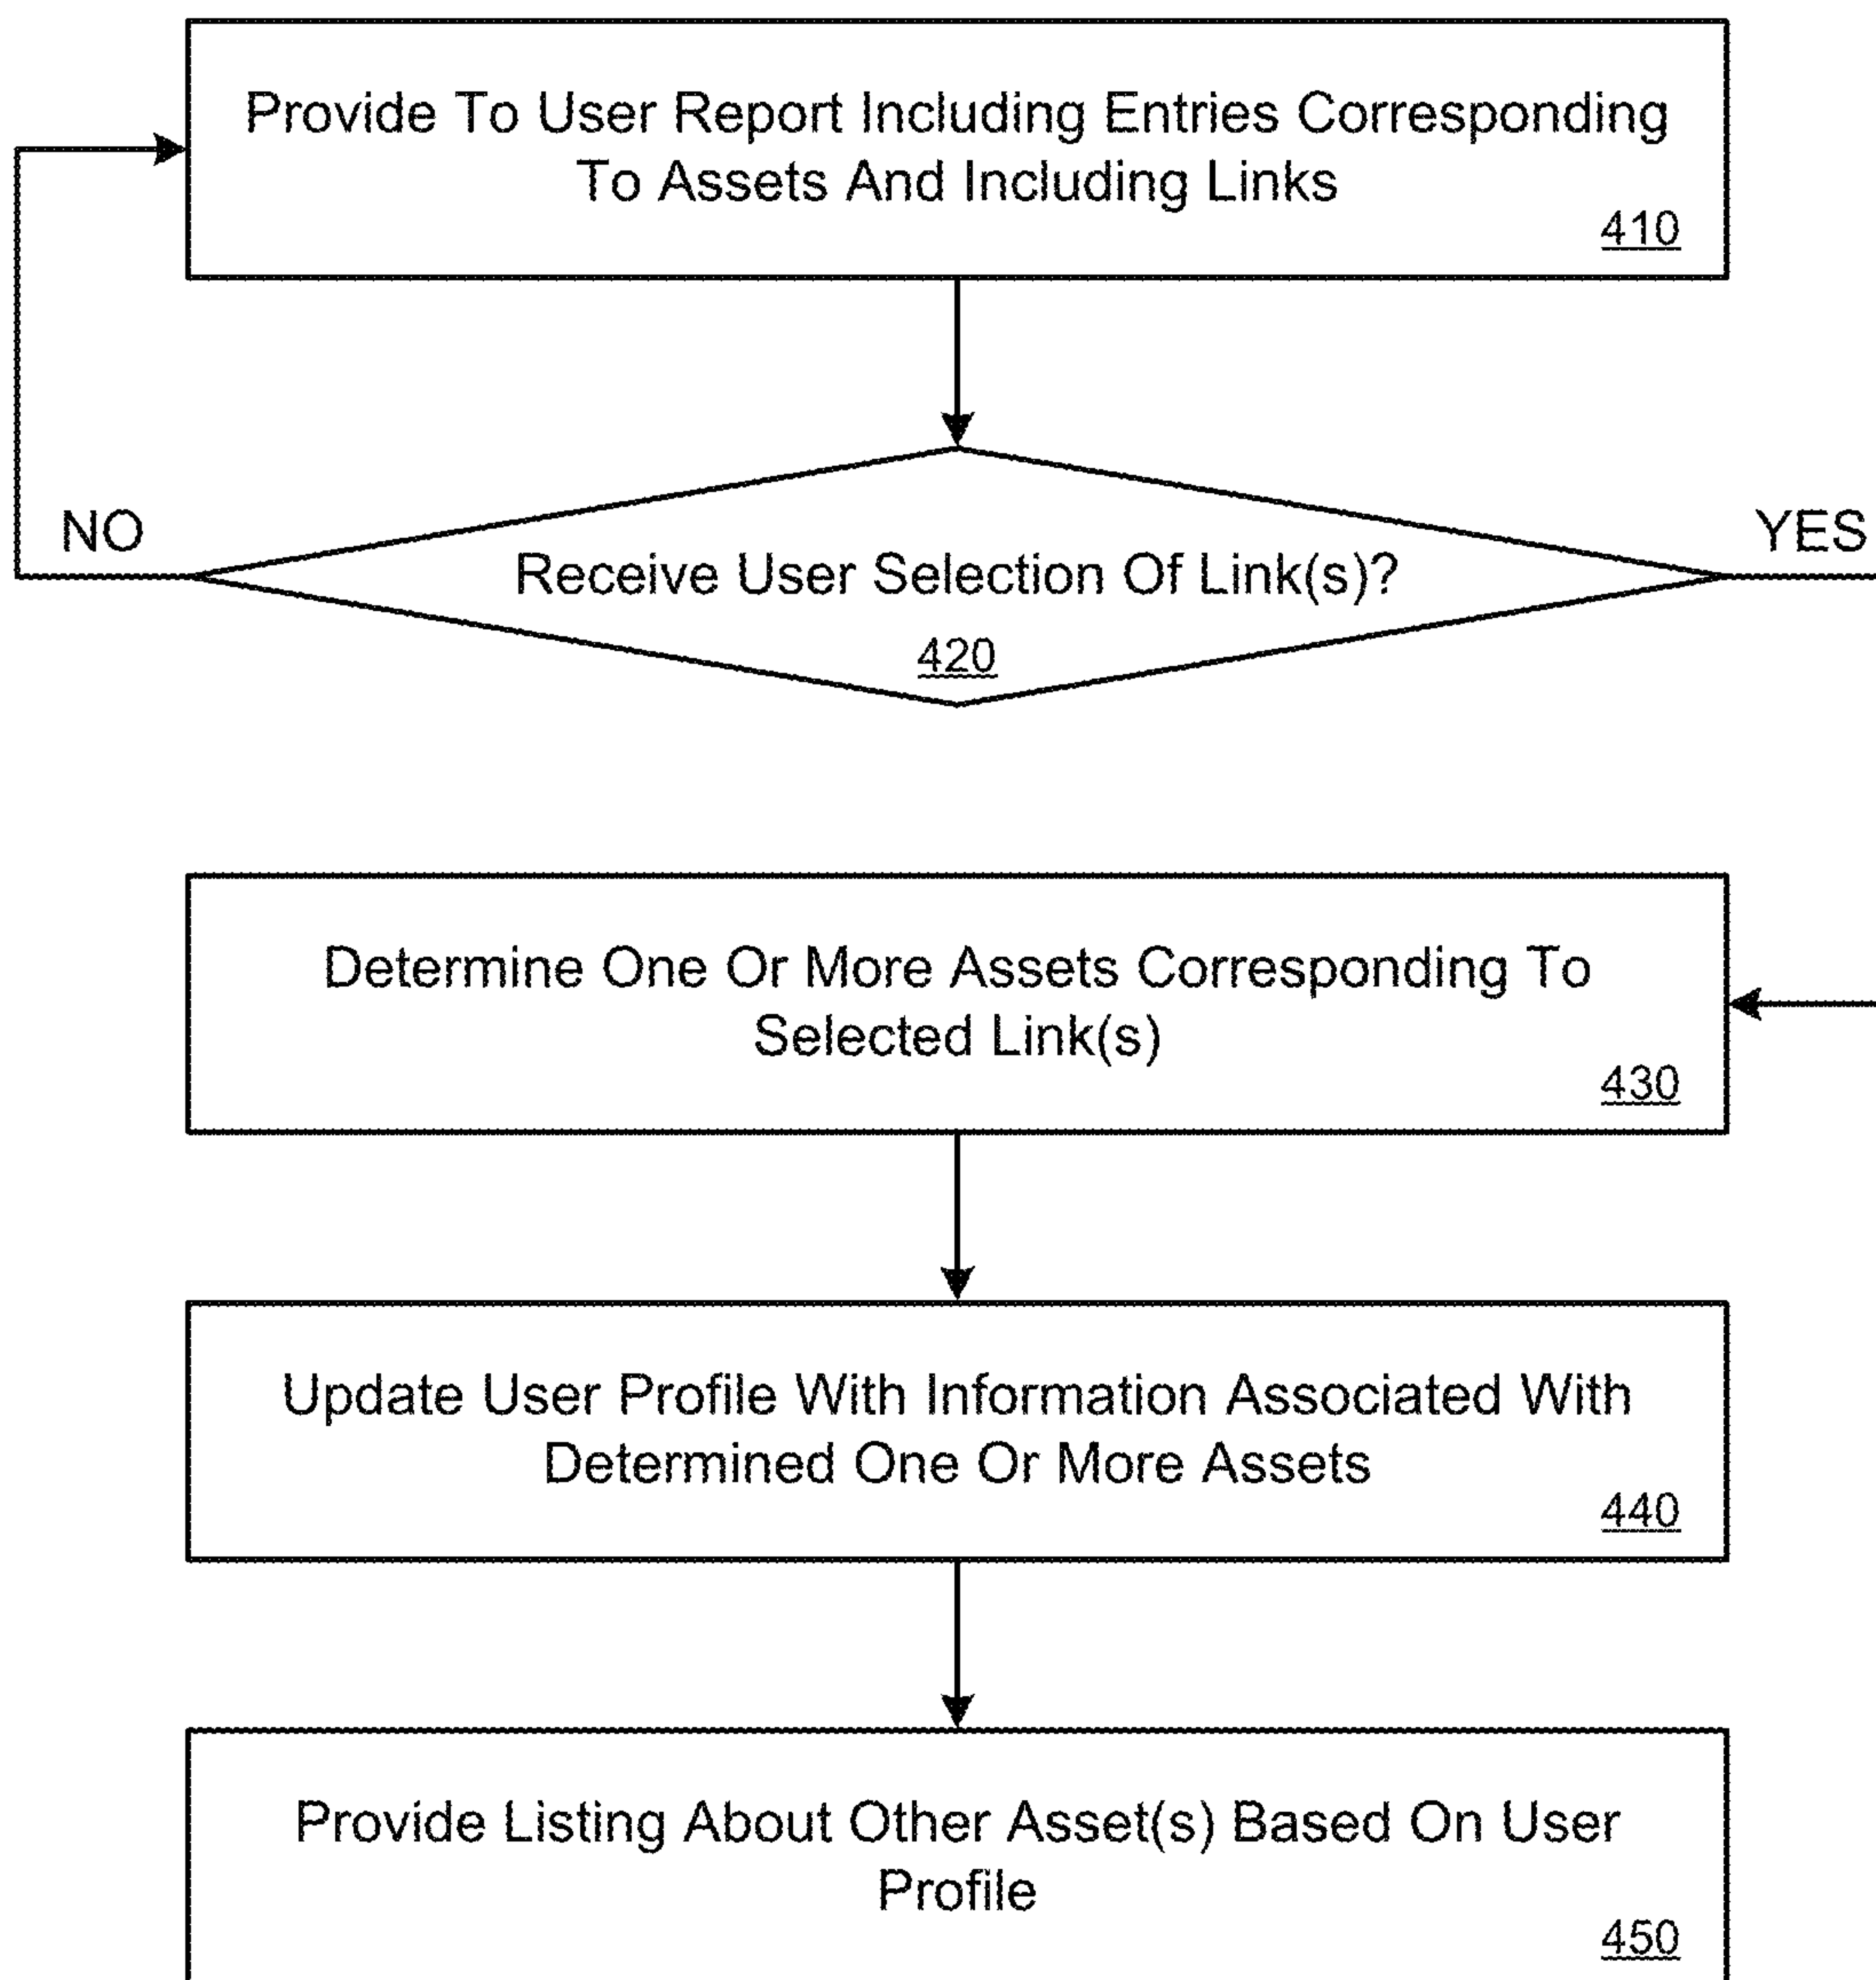 Provide To User Report Including Entries Corresponding
To Assets And Including Links
410
NO
YES
Receive User Selection Of Link(s)?
420
Determine One Or More Assets Corresponding To
Selected Link(s)
430
Update User Profile With Information Associated With
Determined One Or More Assets
440
Provide Listing About Other Asset(s) Based On User
Profile
450